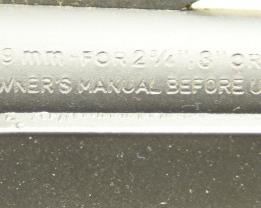 9 mm - FOR 2¾", 3" OR
WNER'S MANUAL BEFORE U